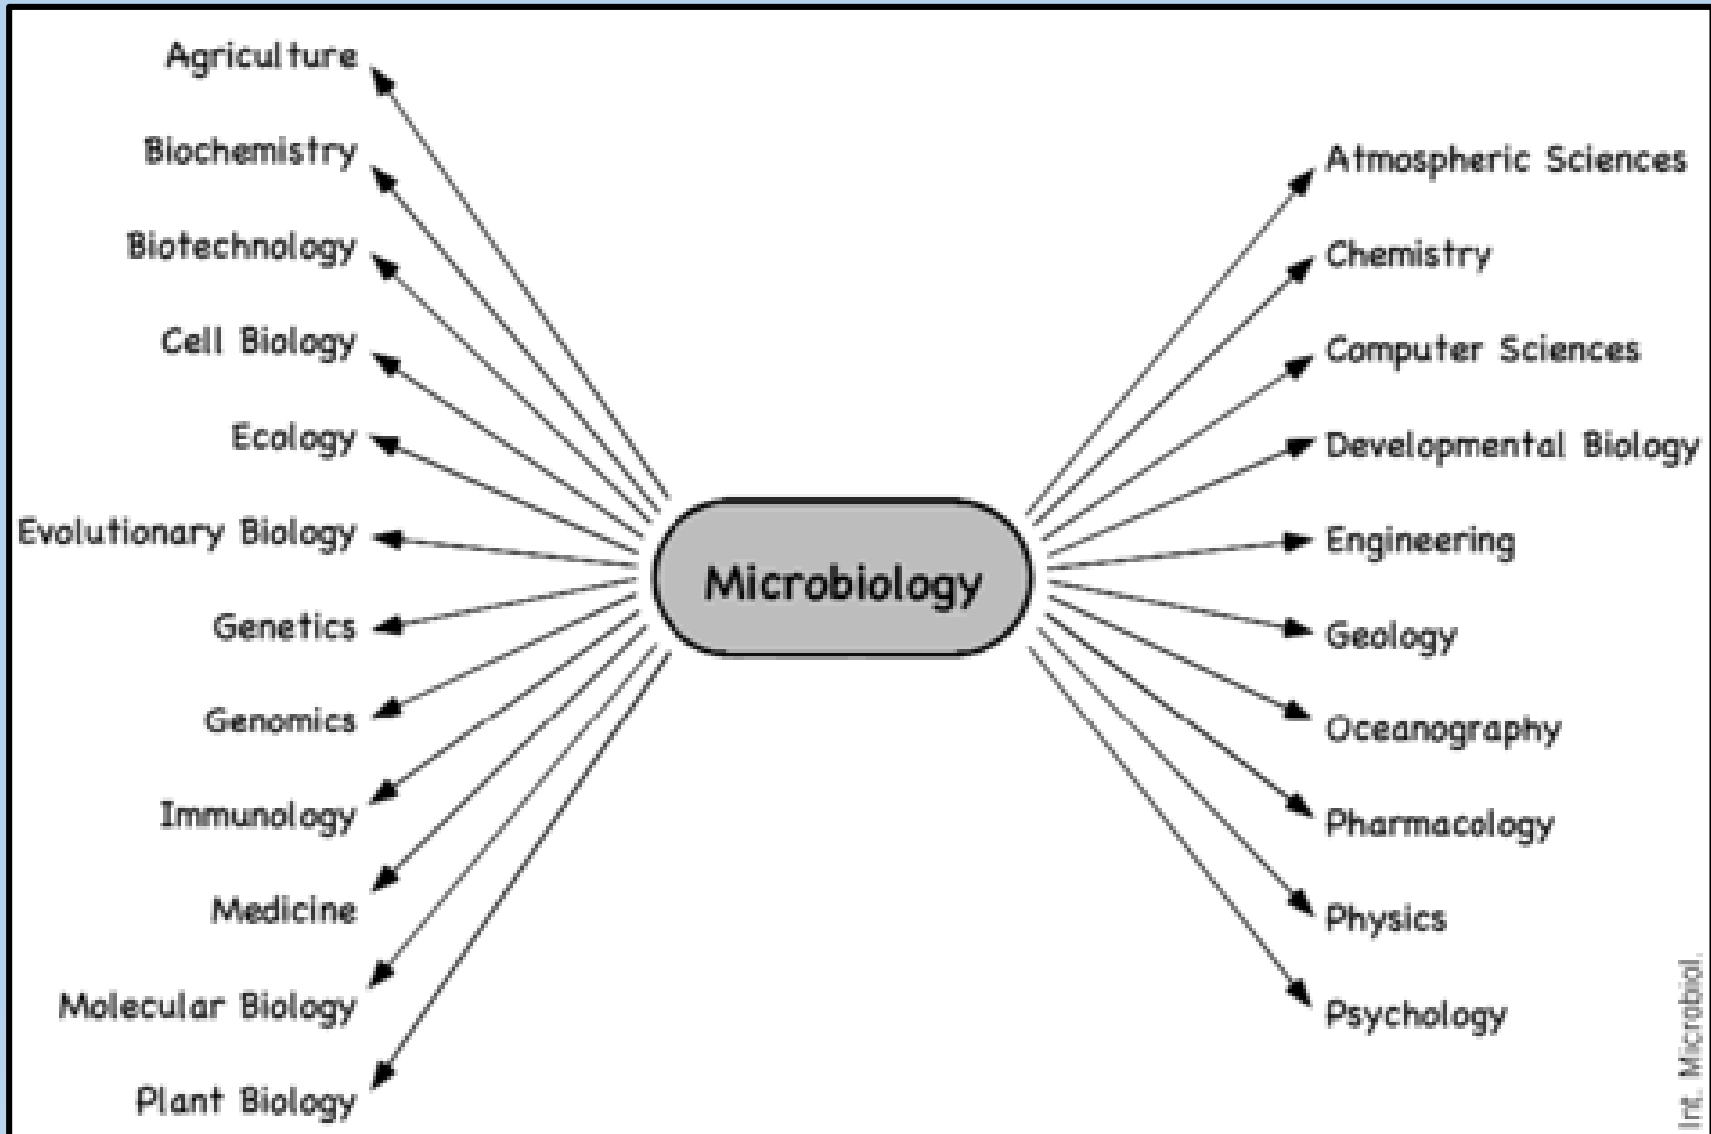 Agriculture
Biochemistry
Biotechnology
Cell Biology
Ecology
Evolutionary Biology
Genetics
Genomics
Immunology
Medicine
Molecular Biology
Plant Biology
Microbiology
Atmospheric Sciences
Chemistry
Computer Sciences
Developmental Biology
Engineering
Geology
Oceanography
Pharmacology
Physics
Psychology
Int. Microbiol.